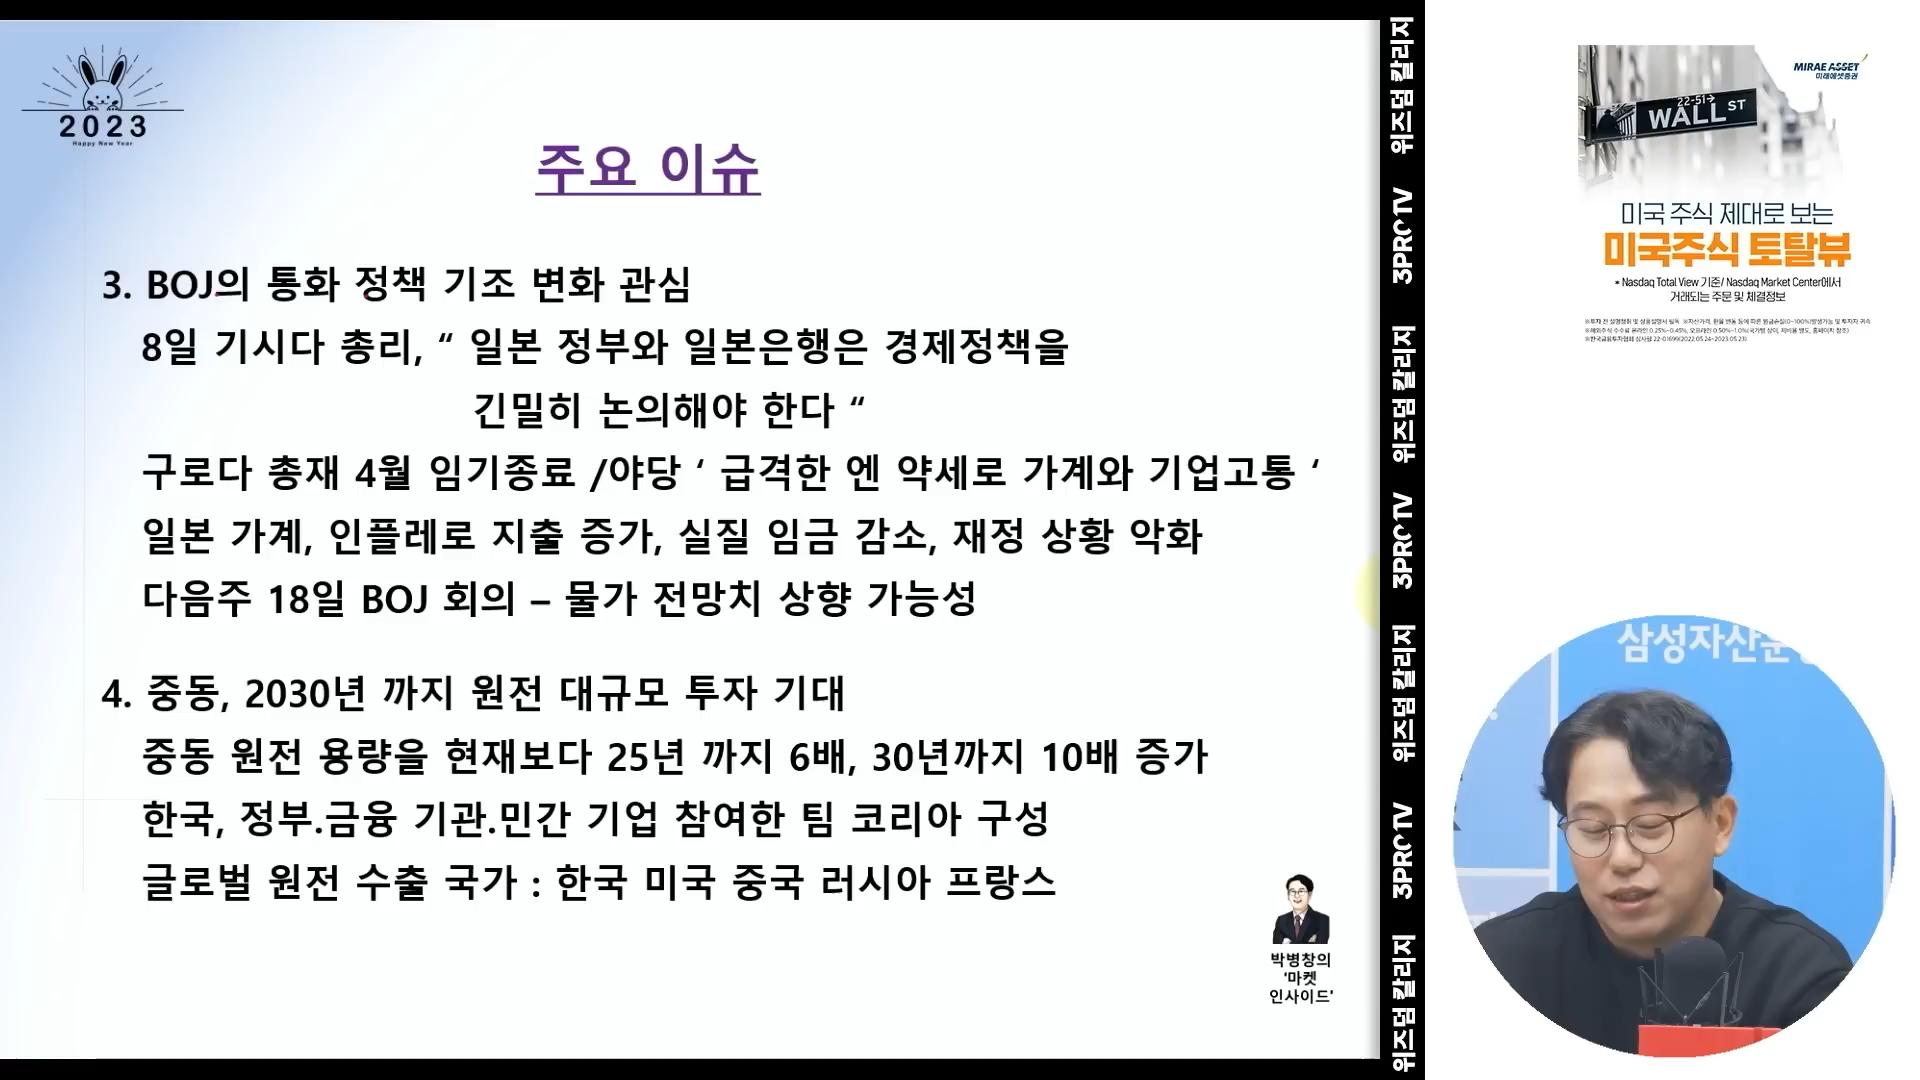 2023
Happy New Year
주요 이슈
3. BOJ의 통화 정책 기조 변화 관심
8일 기시다 총리, “ 일본 정부와 일본은행은 경제정책을
긴밀히 논의해야 한다 “
구로다 총재 4월 임기종료 /야당 ‘ 급격한 엔 약세로 가계와 기업고통 ‘
일본 가계, 인플레로 지출 증가, 실질 임금 감소, 재정 상황 악화
다음주 18일 BOJ 회의 – 물가 전망치 상향 가능성
4. 중동, 2030년 까지 원전 대규모 투자 기대
중동 원전 용량을 현재보다 25년 까지 6배, 30년까지 10배 증가
한국, 정부.금융 기관.민간 기업 참여한 팀 코리아 구성
글로벌 원전 수출 국가 : 한국 미국 중국 러시아 프랑스
박병창의
‘마켓
인사이드’
위즈덤 칼리지
3PROTV
위즈덤 칼리지
3PROTV
위즈덤 칼리지
3PROTV
위즈덤 칼리지
MIRAE ASSET
미래에셋증권
22-51→
WALL ST
미국 주식 제대로 보는
미국주식 토탈뷰
* Nasdaq Total View 기준/ Nasdaq Market Center에서
거래되는 주문 및 체결정보
삼성자산운